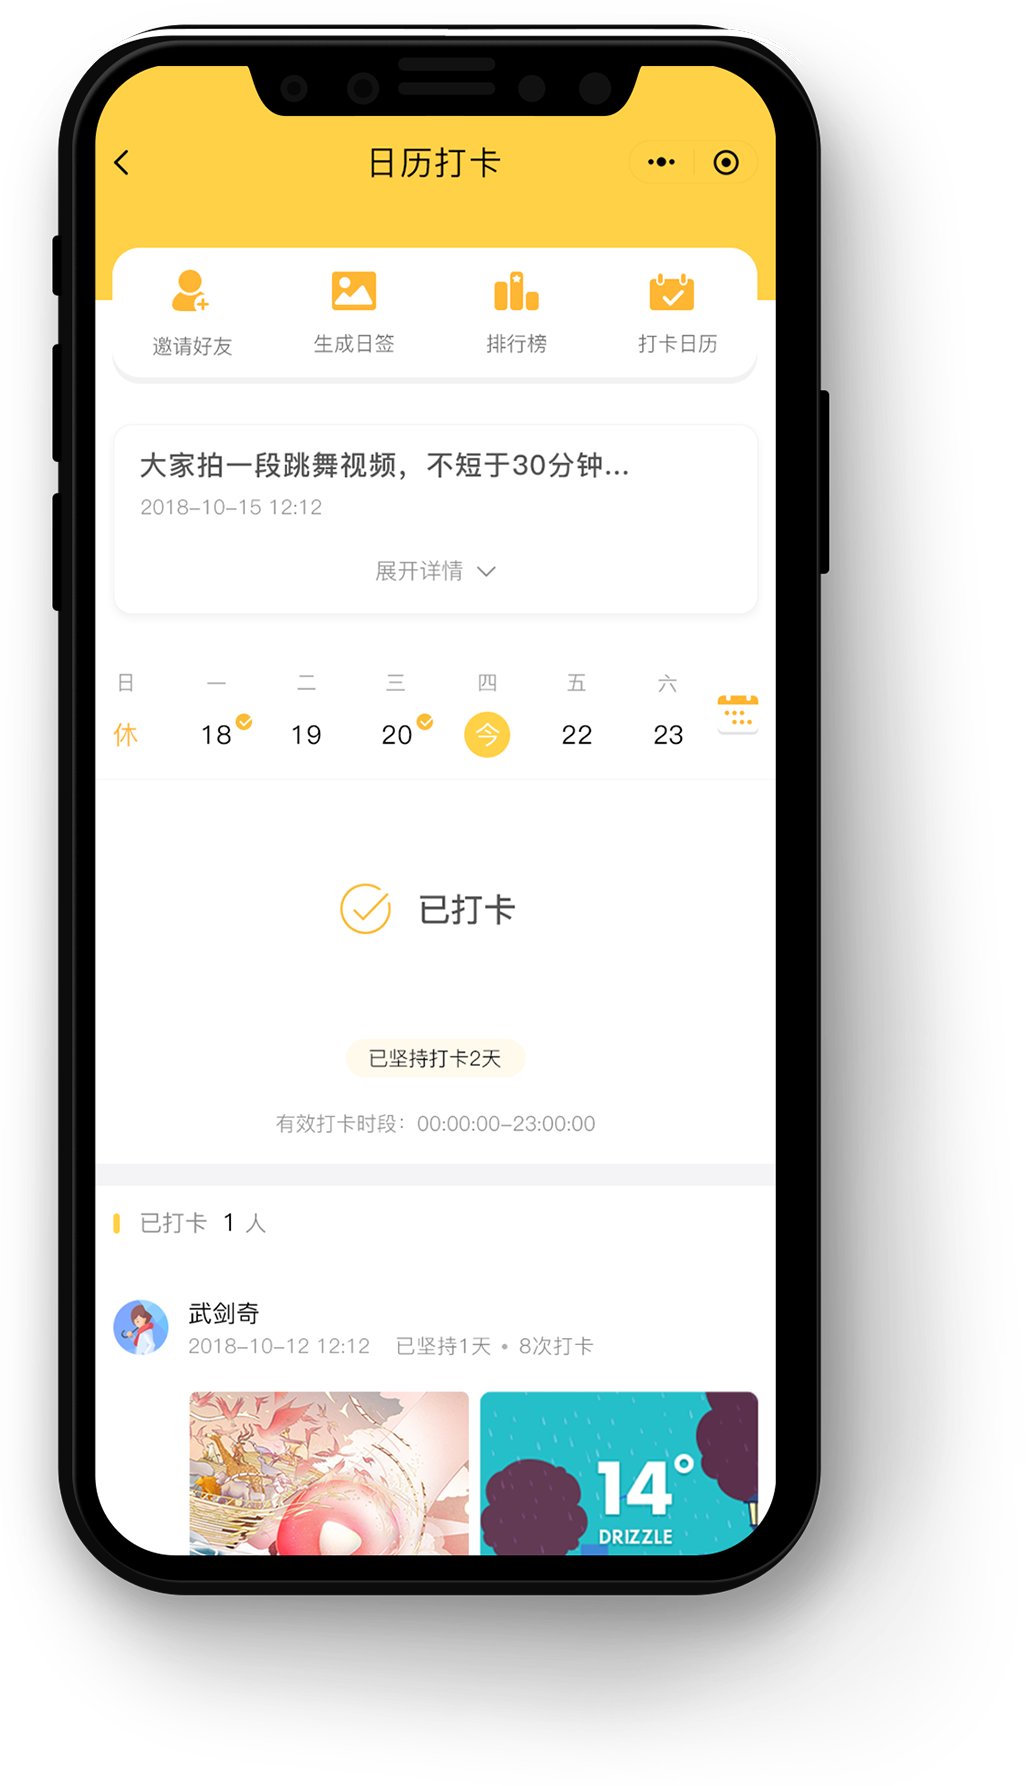 日历打卡
邀请好友 生成日签 排行榜 打卡日历
大家拍一段跳舞视频，不短于30分钟...
2018-10-15 12:12
展开详情
日 一 二 三 四 五 六
休 18 19 20 今 22 23
已打卡
已坚持打卡2天
有效打卡时段：00:00:00-23:00:00
已打卡 1 人
武剑奇
2018-10-12 12:12 已坚持1天 • 8次打卡
14°
DRIZZLE